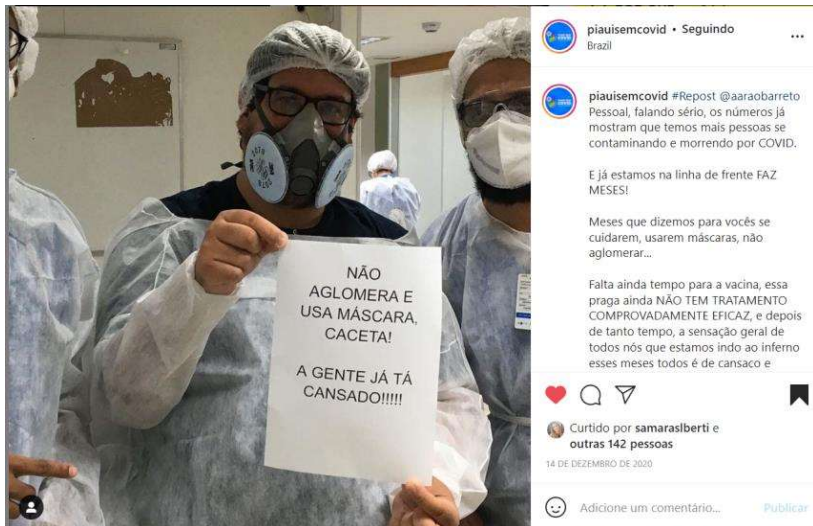 NÃO
AGLOMERA E
USA MÁSCARA,
CACETA!
A GENTE JÁ TÁ
CANSADO!!!!!
piauisemcovid • Seguindo
Brazil
piauisemcovid #Repost @aaraobarreto
Pessoal, falando sério, os números já
mostram que temos mais pessoas se
contaminando e morrendo por COVID.
E já estamos na linha de frente FAZ
MESES!
Meses que dizemos para vocês se
cuidarem, usarem máscaras, não
aglomerar...
Falta ainda tempo para a vacina, essa
praga ainda NÃO TEM TRATAMENTO
COMPROVADAMENTE EFICAZ, e depois
de tanto tempo, a sensação geral de
todos nós que estamos indo ao inferno
esses meses todos é de cansaco e
Curtido por samaraslberti e
outras 142 pessoas
14 DE DEZEMBRO DE 2020
Adicione um comentário... Publicar